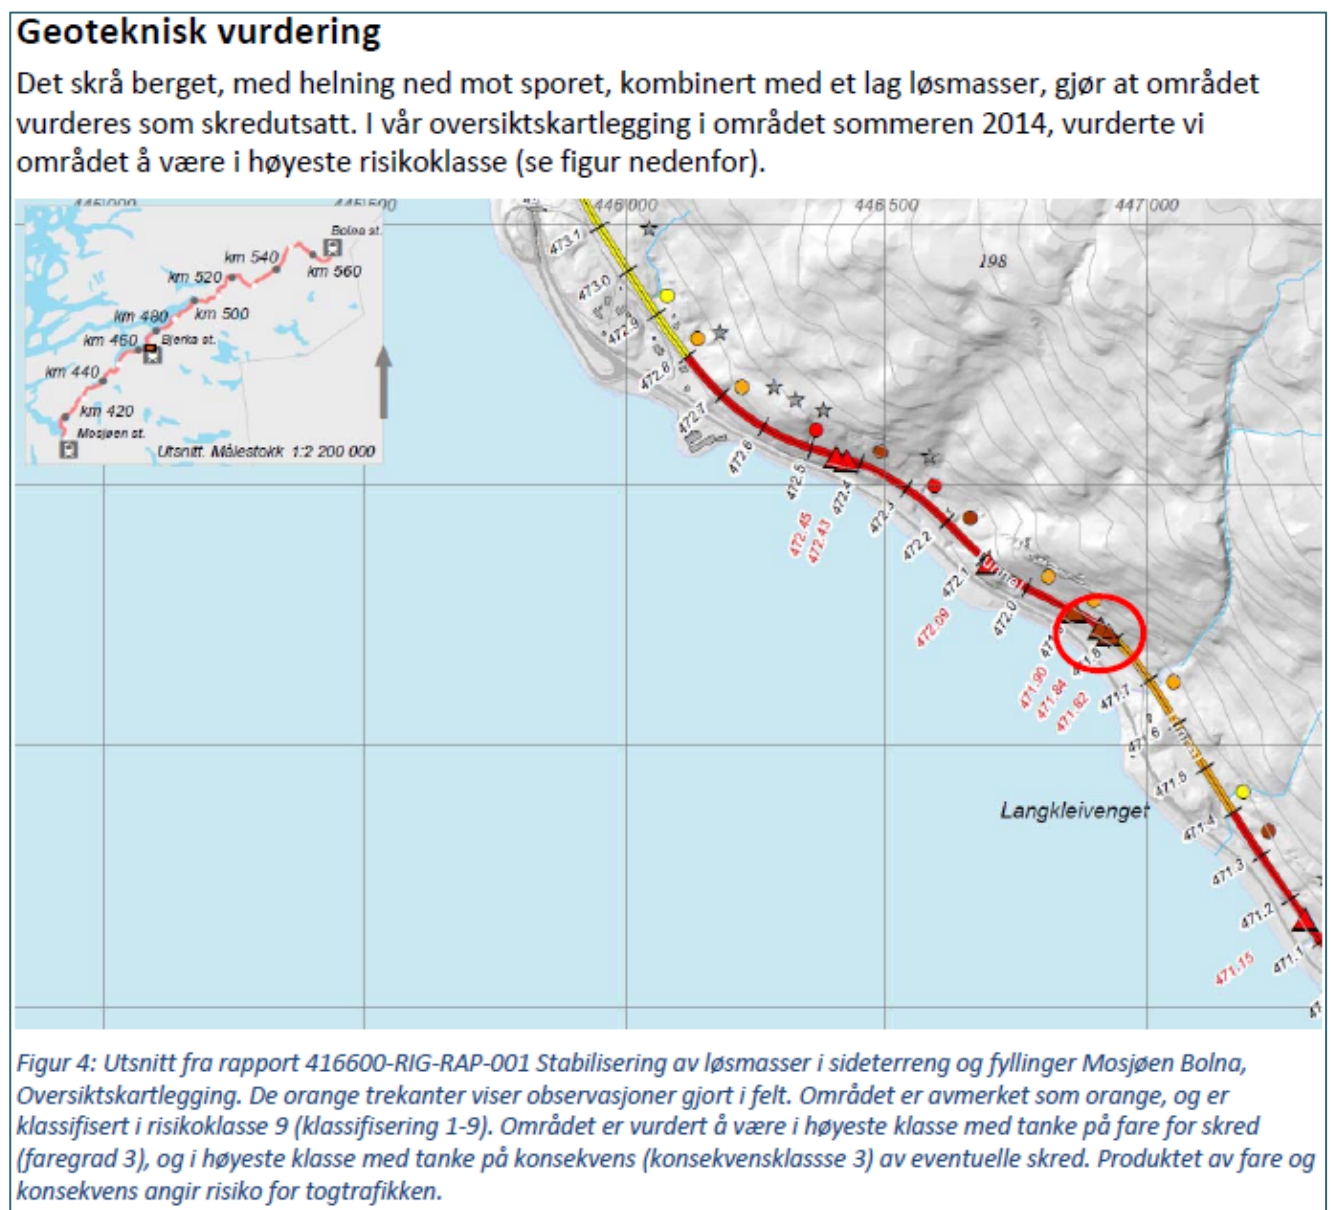 Geoteknisk vurdering
Det skrå berget, med helning ned mot sporet, kombinert med et lag løsmasser, gjør at området
vurderes som skredutsatt. I vår oversiktskartlegging i området sommeren 2014, vurderte vi
området å være i høyeste risikoklasse (se figur nedenfor).
445 000
445 500
446 000
446 500
447 000
Bolna st.
km 540
km 560
km 520
km 500
km 480
km 460
Bjerka st.
km 440
km 420
Mosjøen st.
Utsnitt. Målestokk 1:2 200 000
198
473.1
473.0
472.9
472.8
472.7
472.6
472.5
472.4
472.45
472.43
472.3
472.2
472.1
472.09
472.0
471.8
471.90
471.84
471.82
471.7
471.6
471.5
471.4
471.3
471.2
471.1
471.15
Langkleivenget
Figur 4: Utsnitt fra rapport 416600-RIG-RAP-001 Stabilisering av løsmasser i sideterreng og fyllinger Mosjøen Bolna,
Oversiktskartlegging. De orange trekanter viser observasjoner gjort i felt. Området er avmerket som orange, og er
klassifisert i risikoklasse 9 (klassifisering 1-9). Området er vurdert å være i høyeste klasse med tanke på fare for skred
(faregrad 3), og i høyeste klasse med tanke på konsekvens (konsekvensklassse 3) av eventuelle skred. Produktet av fare og
konsekvens angir risiko for togtrafikken.